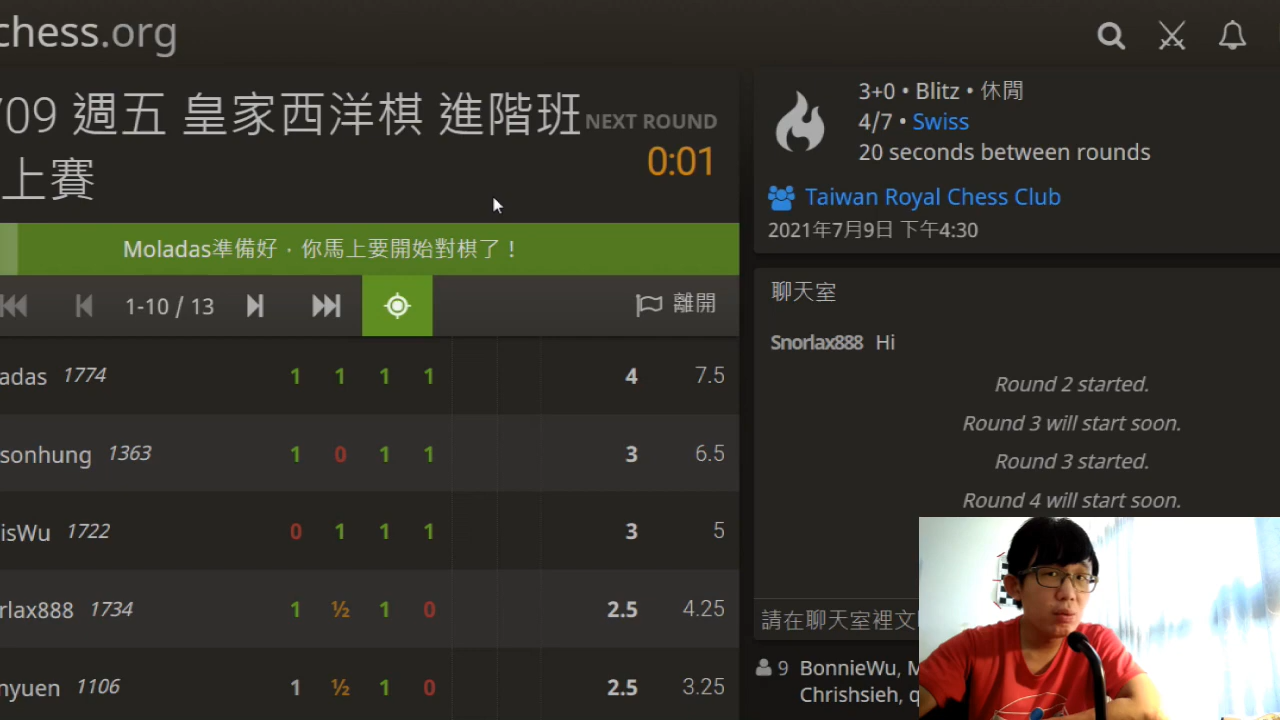 chess.org
/09 週五 皇家西洋棋 進階班
上賽
NEXT ROUND
0:01
Moladas準備好，你馬上要開始對棋了！
1-10 / 13
離開
adas 1774 1 1 1 1 4 7.5
sonhung 1363 1 0 1 1 3 6.5
isWu 1722 0 1 1 1 3 5
rlax888 1734 1 ½ 1 0 2.5 4.25
nyuen 1106 1 ½ 1 0 2.5 3.25
3+0 • Blitz • 休閒
4/7 • Swiss
20 seconds between rounds
Taiwan Royal Chess Club
2021年7月9日 下午4:30
聊天室
Snorlax888 Hi
Round 2 started.
Round 3 will start soon.
Round 3 started.
Round 4 will start soon.
請在聊天室裡文
9 BonnieWu, M
Chrishsieh, q